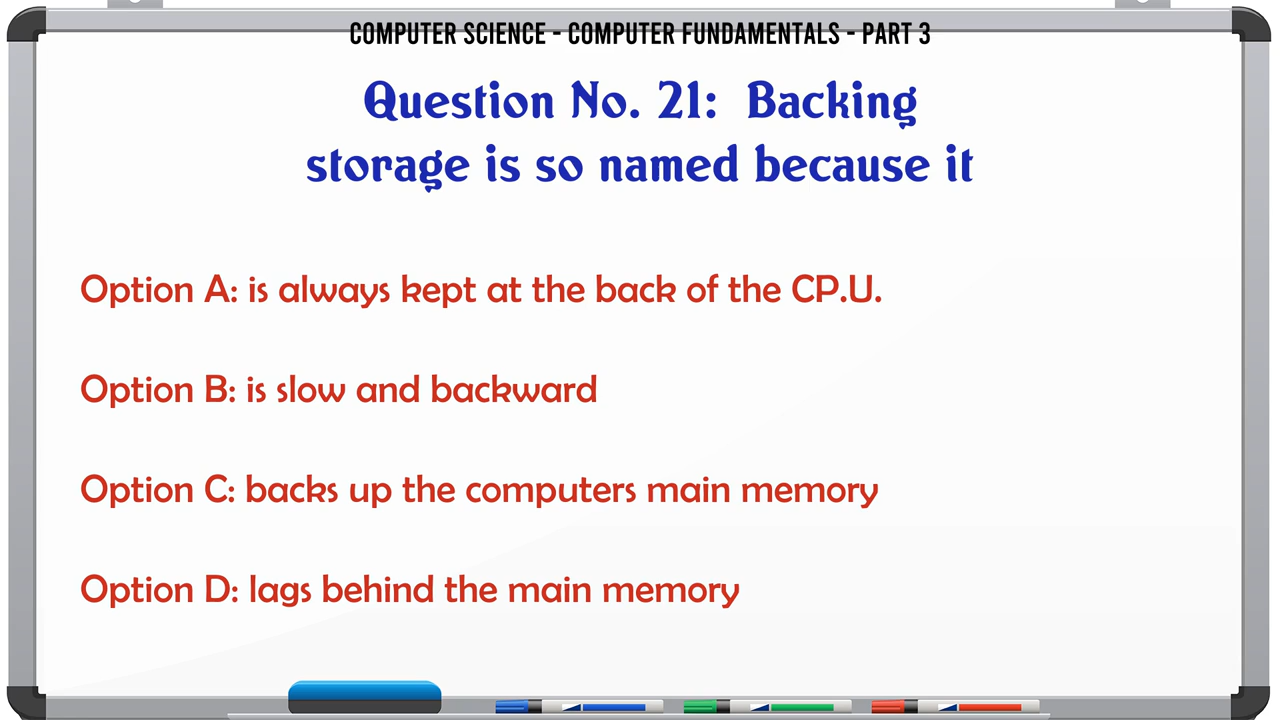 COMPUTER SCIENCE - COMPUTER FUNDAMENTALS - PART 3
Question No. 21: Backing
storage is so named because it
Option A: is always kept at the back of the CP.U.
Option B: is slow and backward
Option C: backs up the computers main memory
Option D: lags behind the main memory